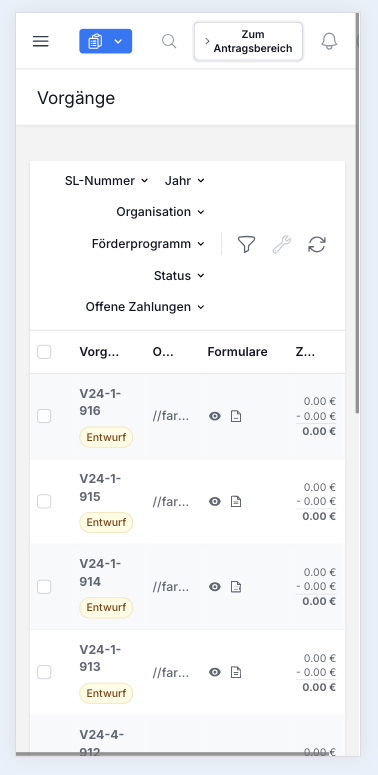 Zum
Antragsbereich
Vorgänge
SL-Nummer Jahr
Organisation
Förderprogramm
Status
Offene Zahlungen
Vorg... O... Formulare Z...
V24-1-
916
Entwurf
//far...
0.00 €
- 0.00 €
0.00 €
V24-1-
915
Entwurf
//far...
0.00 €
- 0.00 €
0.00 €
V24-1-
914
Entwurf
//far...
0.00 €
- 0.00 €
0.00 €
V24-1-
913
Entwurf
//far...
0.00 €
- 0.00 €
0.00 €
V24-4-
912
0.00 €